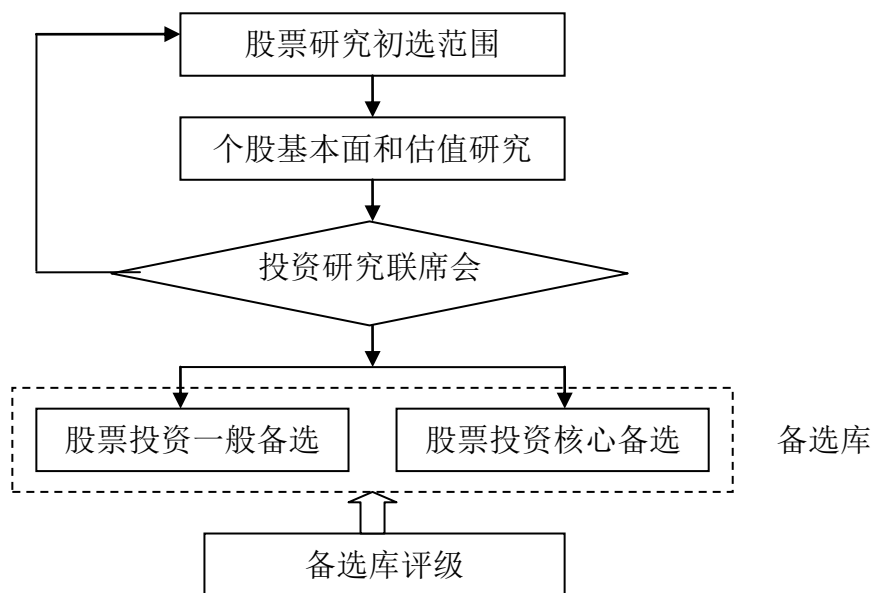 股票研究初选范围
个股基本面和估值研究
投资研究联席会
股票投资一般备选
股票投资核心备选
备选库
备选库评级